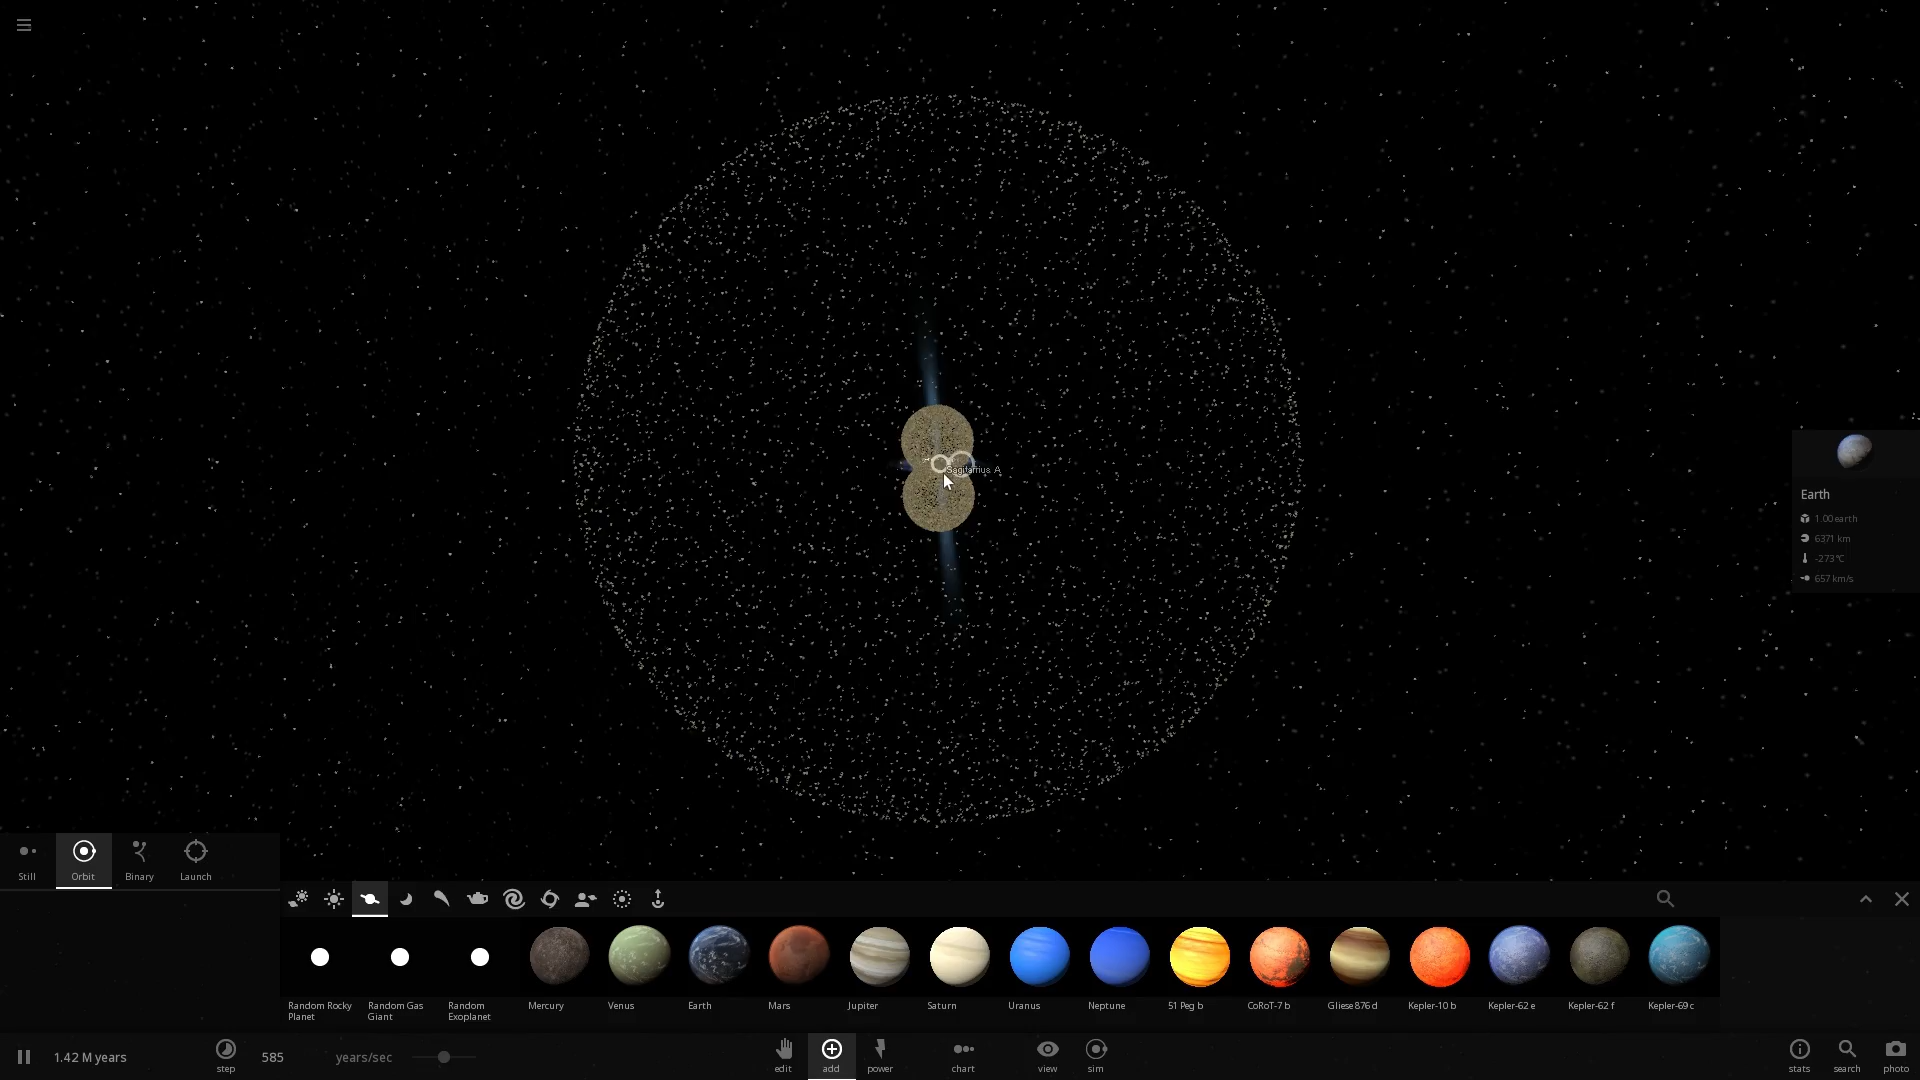 Sagittarius A
Earth
1.00 earth
6371 km
-273°C
657 km/s
Still
Orbit
Binary
Launch
Random Rocky Planet
Random Gas Giant
Random Exoplanet
Mercury
Venus
Earth
Mars
Jupiter
Saturn
Uranus
Neptune
51 Peg b
CoRoT-7 b
Gliese 876 d
Kepler-10 b
Kepler-62 e
Kepler-62 f
Kepler-69 c
1.42 M years
step
585
years/sec
edit
add
power
chart
view
sim
stats
search
photo